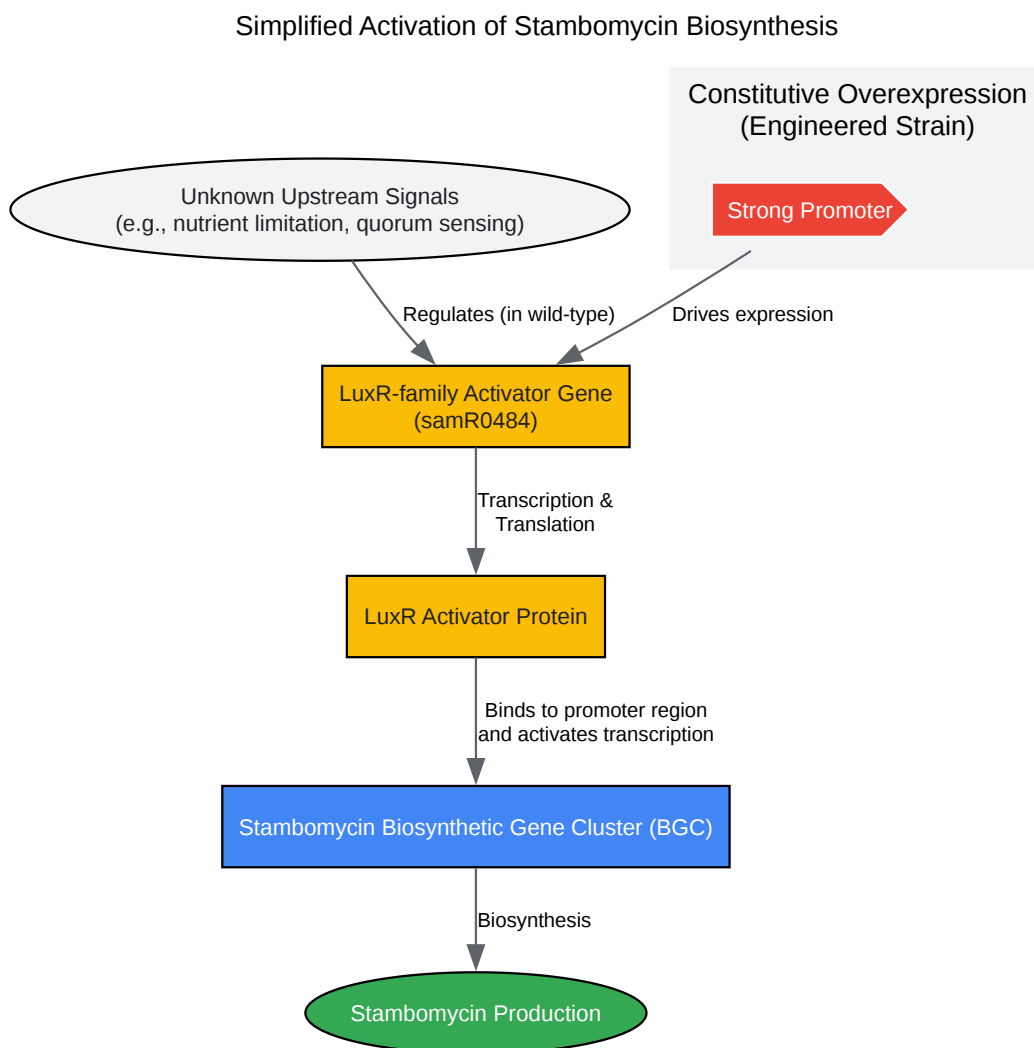 Simplified Activation of Stambomycin Biosynthesis
Constitutive Overexpression
(Engineered Strain)
Unknown Upstream Signals
(e.g., nutrient limitation, quorum sensing)
Strong Promoter
Regulates (in wild-type)
Drives expression
LuxR-family Activator Gene
(samR0484)
Transcription &
Translation
LuxR Activator Protein
Binds to promoter region
and activates transcription
Stambomycin Biosynthetic Gene Cluster (BGC)
Biosynthesis
Stambomycin Production